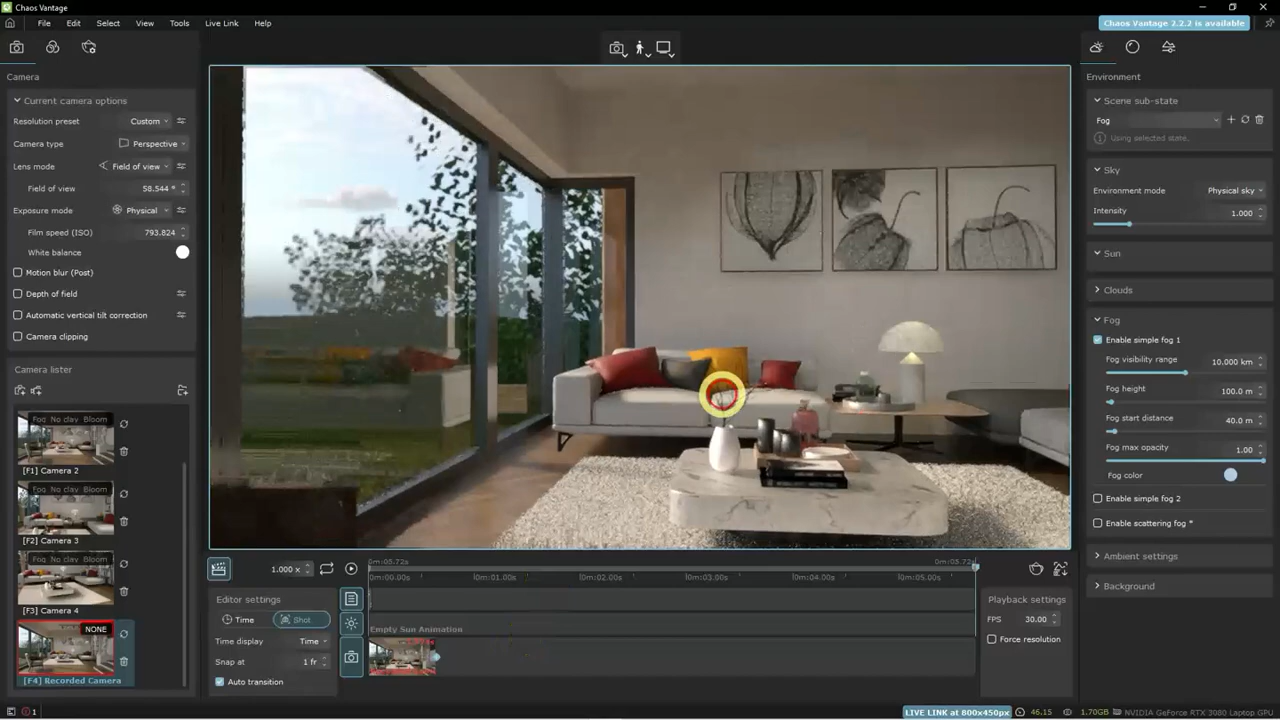 Chaos Vantage
File Edit View Select Tools Live Link Help
Chaos Vantage 2.2.2 is available
Camera
Current camera options
Resolution preset Custom
Camera type Perspective
Lens mode Field of view
Field of view 58.544 °
Exposure mode Physical
Film speed (ISO) 793.824
White balance
Motion blur (Post)
Depth of field
Automatic vertical tilt correction
Camera clipping
Camera lister
Fog No clay Bloom
[F1] Camera 2
Fog No clay Bloom
[F2] Camera 3
Fog No clay Bloom
[F3] Camera 4
NONE
[F4] Recorded Camera
1.000 x
0m:05.72s
0m:05.72s
0m:00.00s 0m:01.00s 0m:02.00s 0m:03.00s 0m:04.00s 0m:05.00s
Editor settings
Time Shot
Time display Time
Snap at 1 fr
Auto transition
Empty Sun Animation
Playback settings
FPS 30.00
Force resolution
Environment
Scene sub-state
Fog
Using selected state.
Sky
Environment mode Physical sky
Intensity 1.000
Sun
Clouds
Fog
Enable simple fog 1
Fog visibility range 10.000 km
Fog height 100.0 m
Fog start distance 40.0 m
Fog max opacity 1.00
Fog color
Enable simple fog 2
Enable scattering fog *
Ambient settings
Background
1
LIVE LINK at 800x450px 46.15 1.70GB NVIDIA GeForce RTX 3080 Laptop GPU